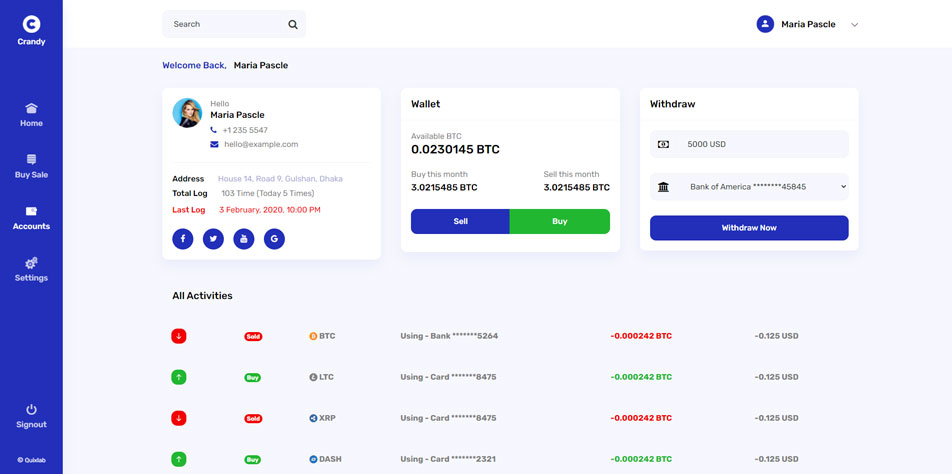 Crandy
Search
Maria Pascle
Welcome Back, Maria Pascle
Home
Buy Sale
Accounts
Settings
Signout
© Quixlab
Hello
Maria Pascle
+1 235 5547
hello@example.com
Address House 14, Road 9, Gulshan, Dhaka
Total Log 103 Time (Today 5 Times)
Last Log 3 February, 2020, 10:00 PM
Wallet
Available BTC
0.0230145 BTC
Buy this month Sell this month
3.0215485 BTC 3.0215485 BTC
Sell Buy
Withdraw
5000 USD
Bank of America ********45845
Withdraw Now
All Activities
Sold BTC Using - Bank *******5264 -0.000242 BTC -0.125 USD
Buy LTC Using - Card *******8475 -0.000242 BTC -0.125 USD
Sold XRP Using - Card *******8475 -0.000242 BTC -0.125 USD
Buy DASH Using - Card *******2321 -0.000242 BTC -0.125 USD